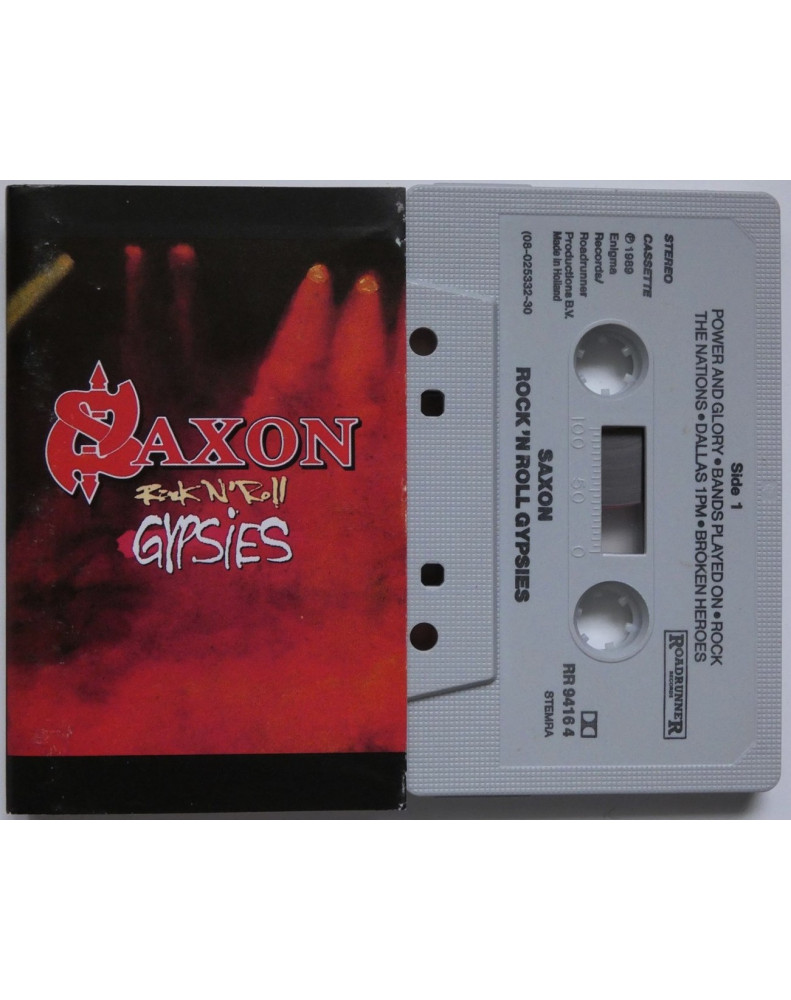 SAXON
Rock N' Roll
GYPSIES
STEREO
CASSETTE
℗ 1989
Enigma
Records/
Roadrunner
Productions B.V.
Made in Holland
(08-025332-30
SAXON
ROCK 'N ROLL GYPSIES
100 50 0
Side 1
POWER AND GLORY • BANDS PLAYED ON • ROCK
THE NATIONS • DALLAS 1PM • BROKEN HEROES
ROADRUNNER
RECORDS
RR 9416 4
STEMRA